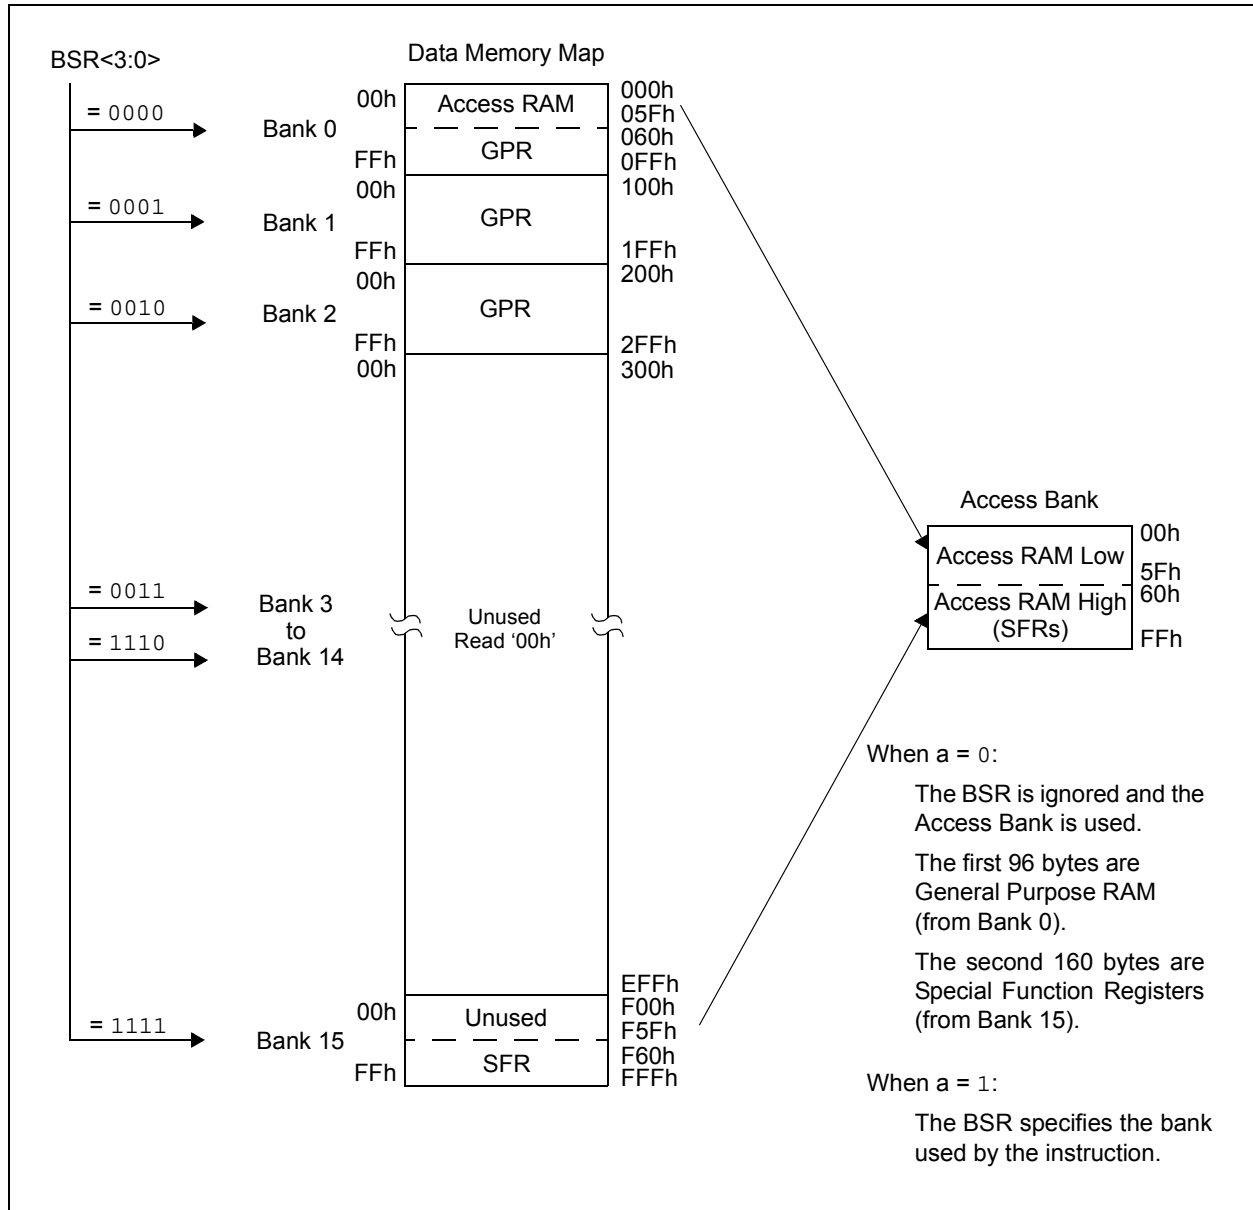 BSR<3:0>
Data Memory Map
= 0000
Bank 0
00h
Access RAM
000h
05Fh
060h
FFh
GPR
0FFh
= 0001
Bank 1
00h
GPR
100h
FFh
1FFh
= 0010
Bank 2
00h
GPR
200h
FFh
2FFh
00h
300h
= 0011
Bank 3
to
= 1110
Bank 14
Unused
Read ‘00h’
Access Bank
Access RAM Low
00h
5Fh
Access RAM High
(SFRs)
60h
FFh
= 1111
Bank 15
EFFh
00h
Unused
F00h
F5Fh
F60h
FFh
SFR
FFFh
When a = 0:
The BSR is ignored and the
Access Bank is used.
The first 96 bytes are
General Purpose RAM
(from Bank 0).
The second 160 bytes are
Special Function Registers
(from Bank 15).
When a = 1:
The BSR specifies the bank
used by the instruction.